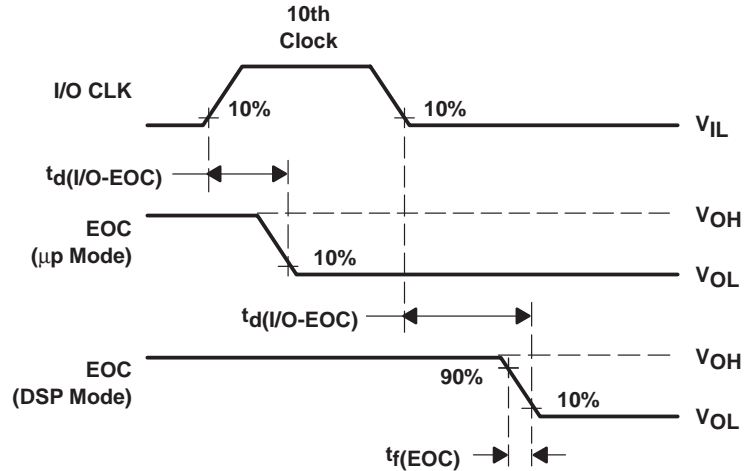 10th
Clock
I/O CLK
10%
10%
VIL
td(I/O-EOC)
VOH
EOC
(μp Mode)
10%
VOL
td(I/O-EOC)
VOH
EOC
(DSP Mode)
90%
10%
VOL
tf(EOC)